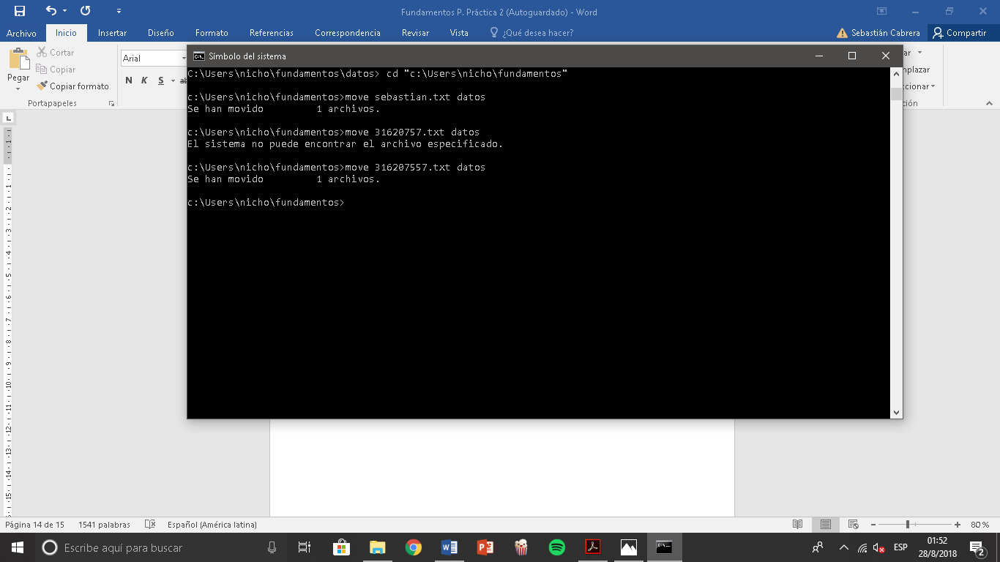 Fundamentos P. Práctica 2 (Autoguardado) - Word
Archivo Inicio Insertar Diseño Formato Referencias Correspondencia Revisar Vista ¿Qué desea hacer? Sebastián Cabrera Compartir
Pegar
Cortar
Copiar
Copiar formato
Portapapeles
Arial
N K S
Símbolo del sistema
C:\Users\nicho\fundamentos\datos> cd "c:\Users\nicho\fundamentos"
c:\Users\nicho\fundamentos>move sebastian.txt datos
Se han movido         1 archivos.
c:\Users\nicho\fundamentos>move 31620757.txt datos
El sistema no puede encontrar el archivo especificado.
c:\Users\nicho\fundamentos>move 316207557.txt datos
Se han movido         1 archivos.
c:\Users\nicho\fundamentos>
Página 14 de 15 1541 palabras Español (América latina) 80 %
Escribe aquí para buscar
ESP
01:52
28/8/2018
2